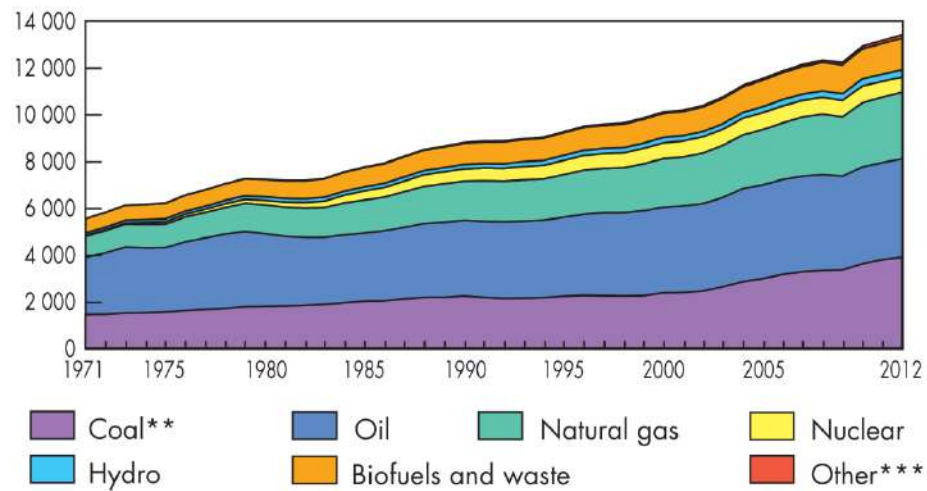 14 000
12 000
10 000
8 000
6 000
4 000
2 000
0
1971 1975 1980 1985 1990 1995 2000 2005 2012
Coal** Oil Natural gas Nuclear
Hydro Biofuels and waste Other***